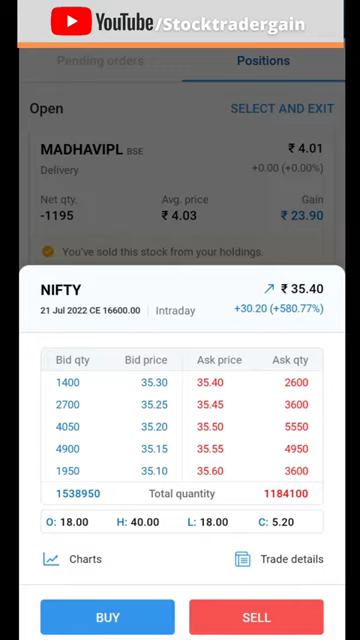 YouTube/Stocktradergain
Pending orders Positions
Open SELECT AND EXIT
MADHAVIPL BSE ₹ 4.01
Delivery +0.00 (+0.00%)
Net qty. Avg. price Gain
-1195 ₹ 4.03 ₹ 23.90
You've sold this stock from your holdings.
NIFTY ↗ ₹ 35.40
21 Jul 2022 CE 16600.00 | Intraday +30.20 (+580.77%)
Bid qty Bid price Ask price Ask qty
1400 35.30 35.40 2600
2700 35.25 35.45 3600
4050 35.20 35.50 5550
4900 35.15 35.55 4950
1950 35.10 35.60 3600
1538950 Total quantity 1184100
O: 18.00 H: 40.00 L: 18.00 C: 5.20
Charts Trade details
BUY SELL